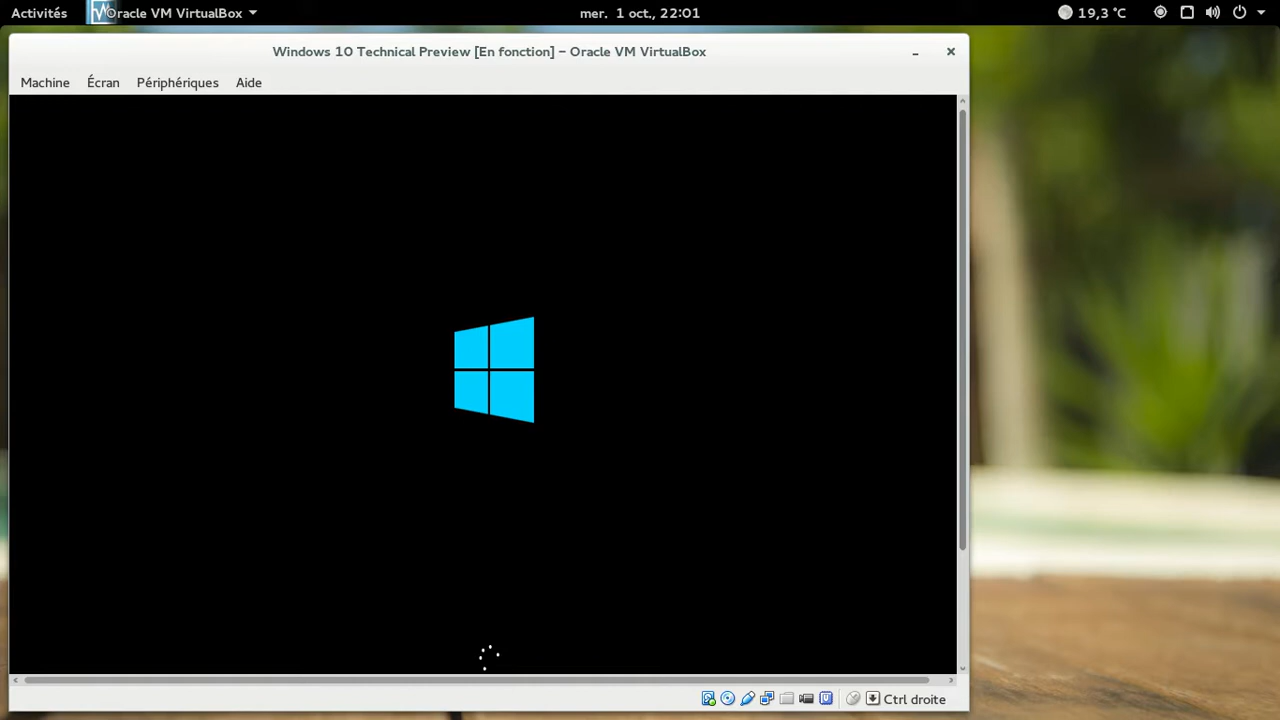 Activités
Oracle VM VirtualBox
mer. 1 oct., 22:01
19,3 °C
Windows 10 Technical Preview [En fonction] – Oracle VM VirtualBox
Machine Écran Périphériques Aide
Ctrl droite